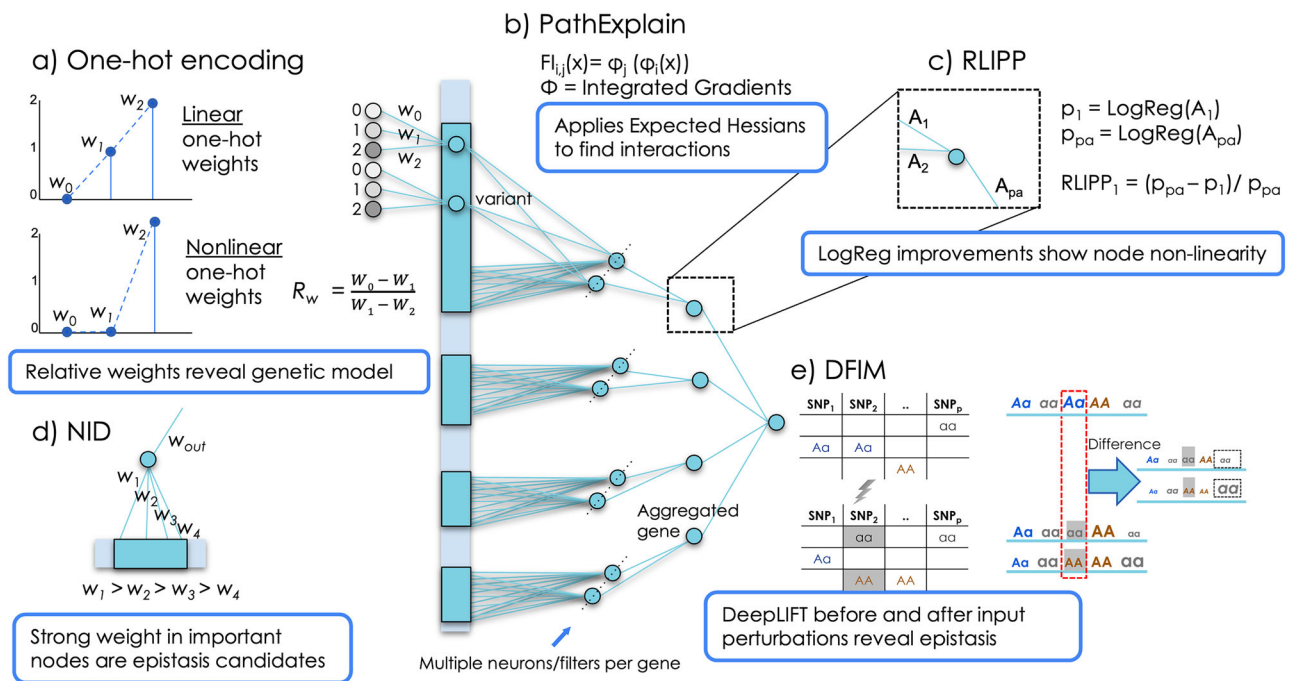 a) One-hot encoding
2
1
0
w0
w1
w2
Linear
one-hot
weights
2
1
0
w0
w1
w2
Nonlinear
one-hot
weights
Rw = W0 – W1
W1 – W2
Relative weights reveal genetic model
b) PathExplain
FIi,j(x)= φj (φi(x))
Φ = Integrated Gradients
Applies Expected Hessians
to find interactions
0
1
2
0
1
2
w0
w1
w2
variant
c) RLIPP
A1
A2
Apa
p1 = LogReg(A1)
ppa = LogReg(Apa)
RLIPP1 = (ppa – p1)/ ppa
LogReg improvements show node non-linearity
d) NID
wout
w1
w2
w3
w4
w1 > w2 > w3 > w4
Strong weight in important
nodes are epistasis candidates
Aggregated
gene
Multiple neurons/filters per gene
e) DFIM
SNP1 SNP2 .. SNPp
aa
Aa Aa
AA
SNP1 SNP2 .. SNPp
aa aa
Aa
AA AA
Aa aa Aa AA aa
Difference
Aa aa aa AA aa
Aa aa AA AA aa
Aa aa aa AA aa
Aa aa AA AA aa
DeepLIFT before and after input
perturbations reveal epistasis